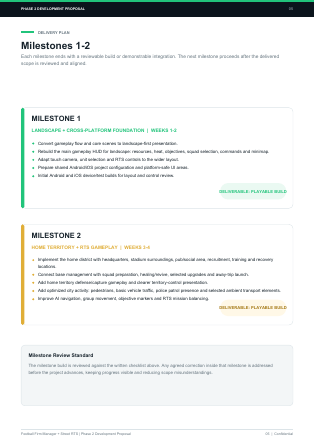 PHASE 2 DEVELOPMENT PROPOSAL
DELIVERY PLAN
Milestones 1-2
Each milestone ends with a reviewable build or demonstrable integration. The next milestone proceeds after the delivered
scope is reviewed and aligned.
MILESTONE 1
LANDSCAPE + CROSS-PLATFORM FOUNDATION | WEEKS 1-2
• Convert gameplay flow and core scenes to landscape-first presentation.
• Rebuild the main gameplay HUD for landscape: resources, heat, objectives, squad selection, commands and minimap.
• Adapt touch camera, unit selection and RTS controls to the wider layout.
• Prepare shared Android/iOS project configuration and platform-safe UI areas.
• Initial Android and iOS device/test builds for layout and control review.
DELIVERABLE: PLAYABLE BUILD
MILESTONE 2
HOME TERRITORY + RTS GAMEPLAY | WEEKS 3-4
• Implement the home district with headquarters, stadium surroundings, pub/social area, recruitment, training and recovery
locations.
• Connect base management with squad preparation, healing/revive, selected upgrades and away-trip launch.
• Add home territory defense/capture gameplay and clearer territory-control presentation.
• Add optimized city activity: pedestrians, basic vehicle traffic, police patrol presence and selected ambient transport elements.
• Improve AI navigation, group movement, objective markers and RTS mission balancing.
DELIVERABLE: PLAYABLE BUILD
Milestone Review Standard
The milestone build is reviewed against the written checklist above. Any agreed correction inside that milestone is addressed
before the project advances, keeping progress visible and reducing scope misunderstandings.
Football Firm Manager + Street RTS | Phase 2 Development Proposal
| Confidential